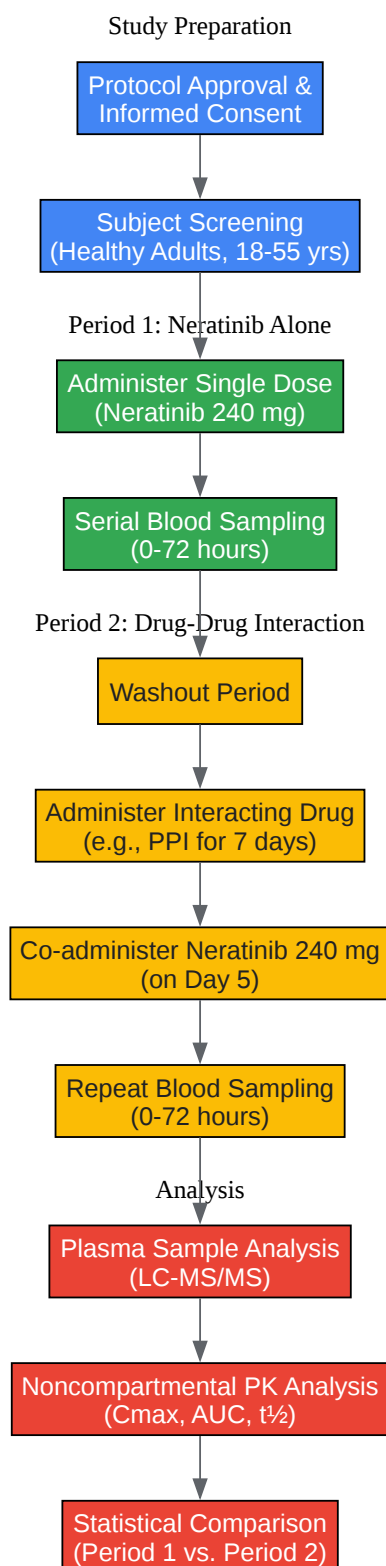 Study Preparation
Protocol Approval &
Informed Consent
Subject Screening
(Healthy Adults, 18-55 yrs)
Period 1: Neratinib Alone
Administer Single Dose
(Neratinib 240 mg)
Serial Blood Sampling
(0-72 hours)
Period 2: Drug-Drug Interaction
Washout Period
Administer Interacting Drug
(e.g., PPI for 7 days)
Co-administer Neratinib 240 mg
(on Day 5)
Repeat Blood Sampling
(0-72 hours)
Analysis
Plasma Sample Analysis
(LC-MS/MS)
Noncompartmental PK Analysis
(Cmax, AUC, t½)
Statistical Comparison
(Period 1 vs. Period 2)